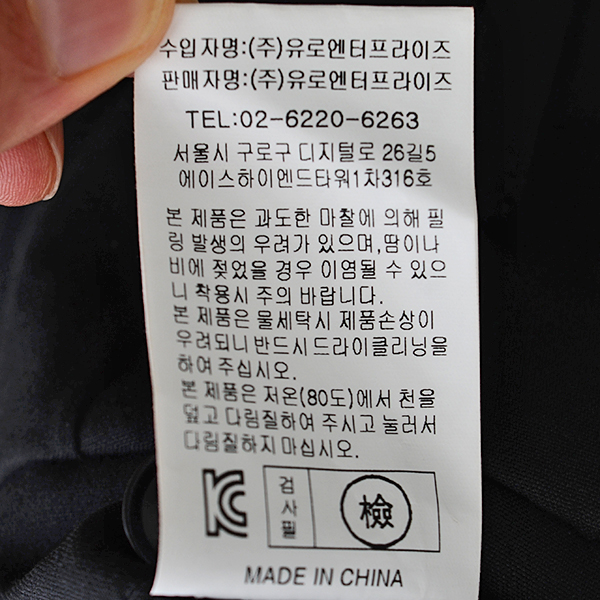 수입자명:(주)유로엔터프라이즈
판매자명:(주)유로엔터프라이즈
TEL:02-6220-6263
서울시 구로구 디지털로 26길5
에이스하이엔드타워1차316호
본 제품은 과도한 마찰에 의해 필
링 발생의 우려가 있으며,땀이나
비에 젖었을 경우 이염될 수 있으
니 착용시 주의 바랍니다.
본 제품은 물세탁시 제품손상이
우려되니 반드시드라이클리닝을
하여 주십시오.
본 제품은 저온(80도)에서 천을
덮고 다림질하여 주시고 눌러서
다림질하지 마십시오.
KC
검사필
檢
MADE IN CHINA